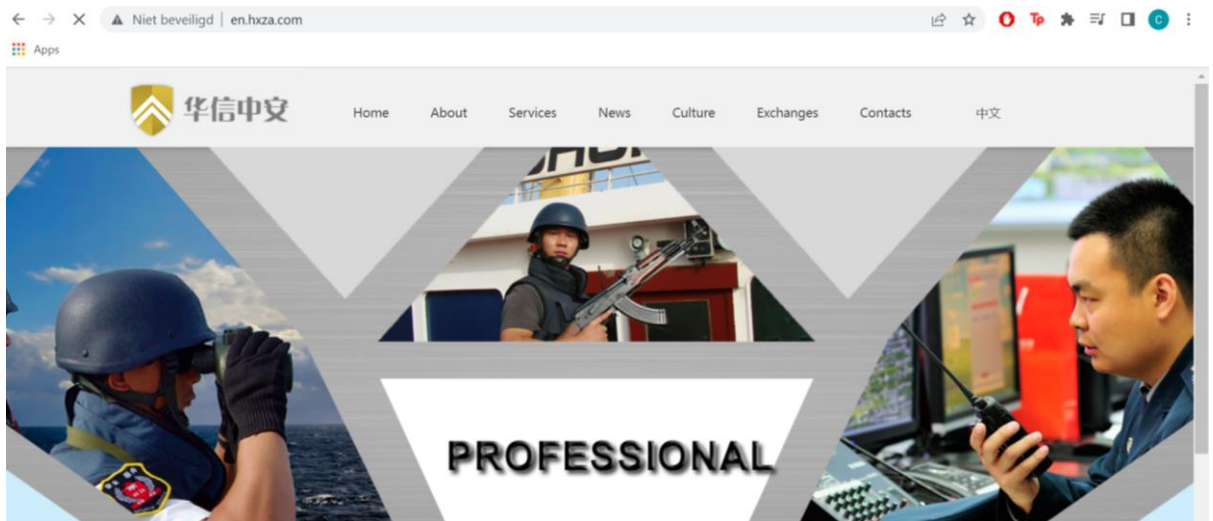 Niet beveiligd | en.hxza.com
Apps
华信中安
Home About Services News Culture Exchanges Contacts 中文
PROFESSIONAL